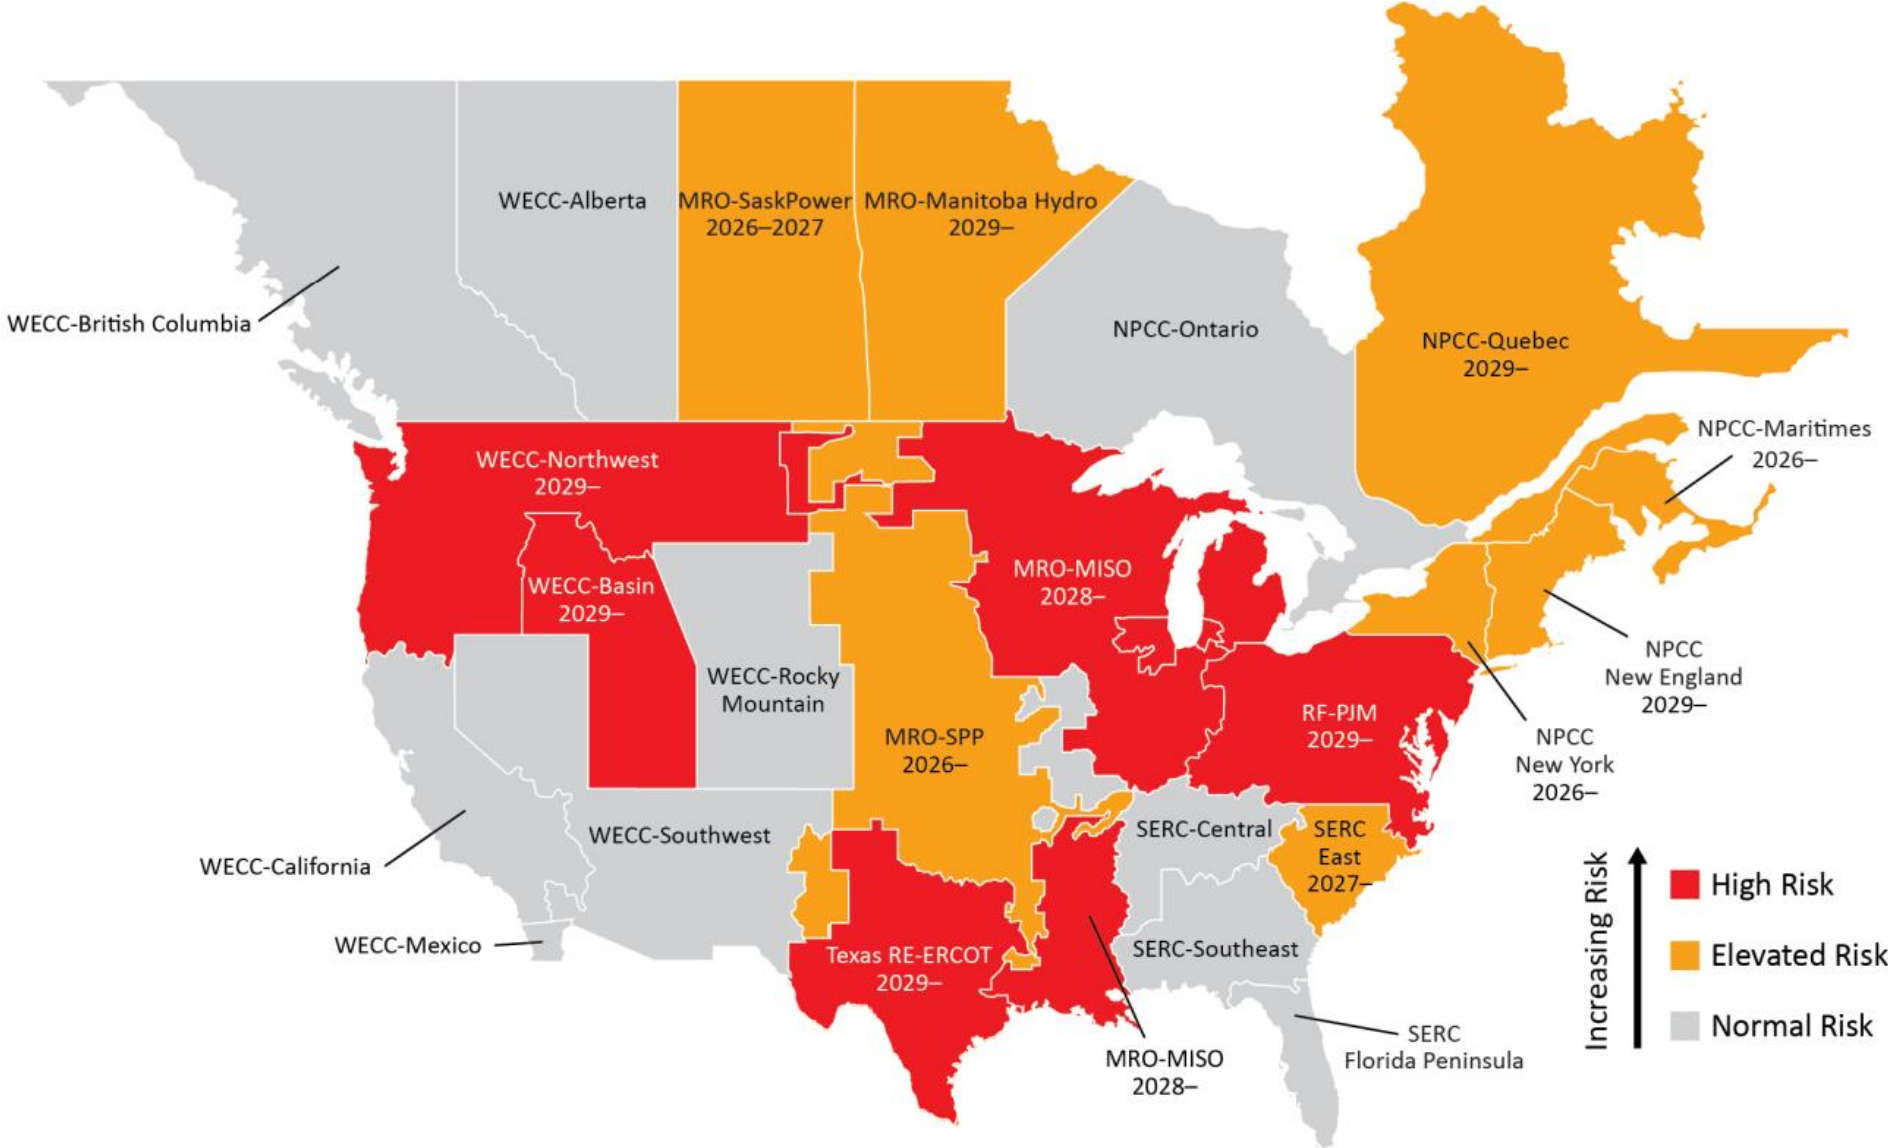 WECC-Alberta
MRO-SaskPower
2026–2027
MRO-Manitoba Hydro
2029–
WECC-British Columbia
NPCC-Ontario
NPCC-Quebec
2029–
NPCC-Maritimes
2026–
WECC-Northwest
2029–
WECC-Basin
2029–
MRO-MISO
2028–
NPCC
New England
2029–
WECC-Rocky
Mountain
MRO-SPP
2026–
RF-PJM
2029–
NPCC
New York
2026–
WECC-California
WECC-Southwest
SERC-Central
SERC
East
2027–
WECC-Mexico
Texas RE-ERCOT
2029–
SERC-Southeast
MRO-MISO
2028–
SERC
Florida Peninsula
Increasing Risk
High Risk
Elevated Risk
Normal Risk